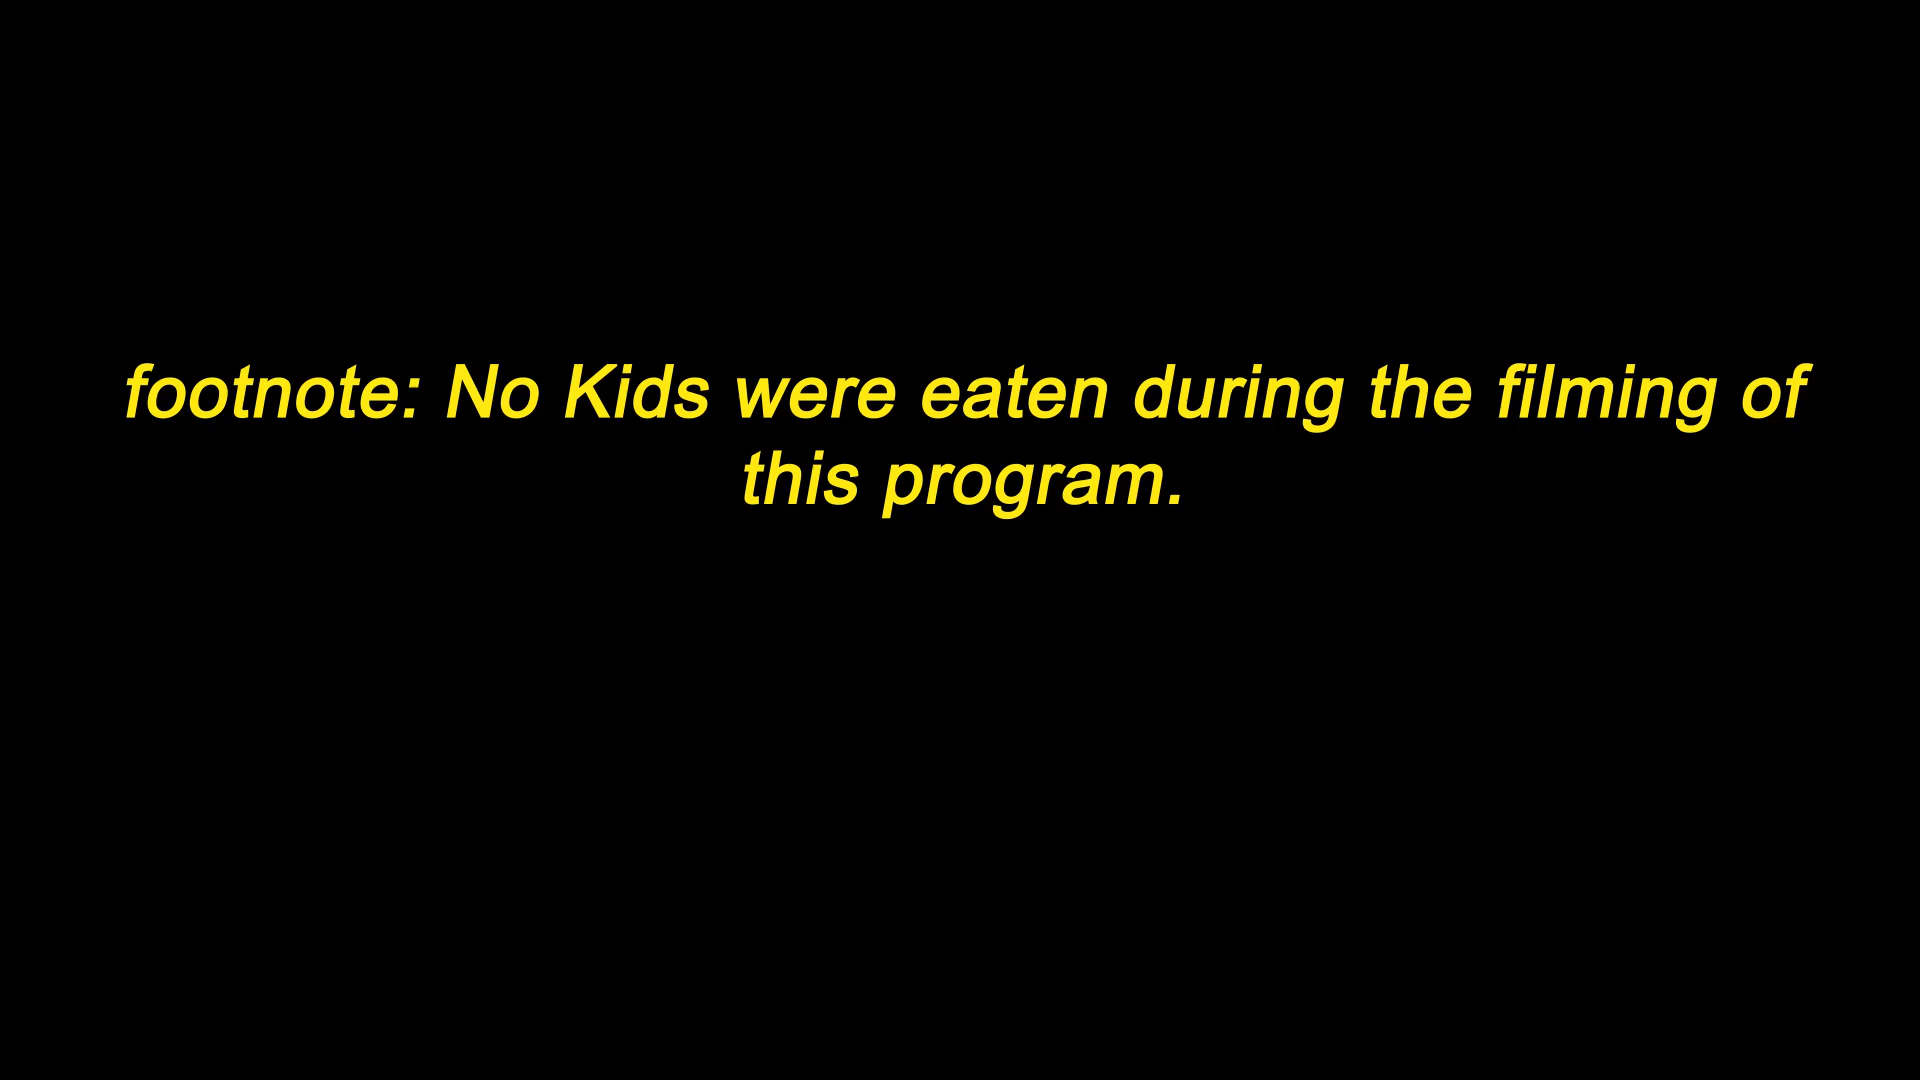 footnote: No Kids were eaten during the filming of
this program.